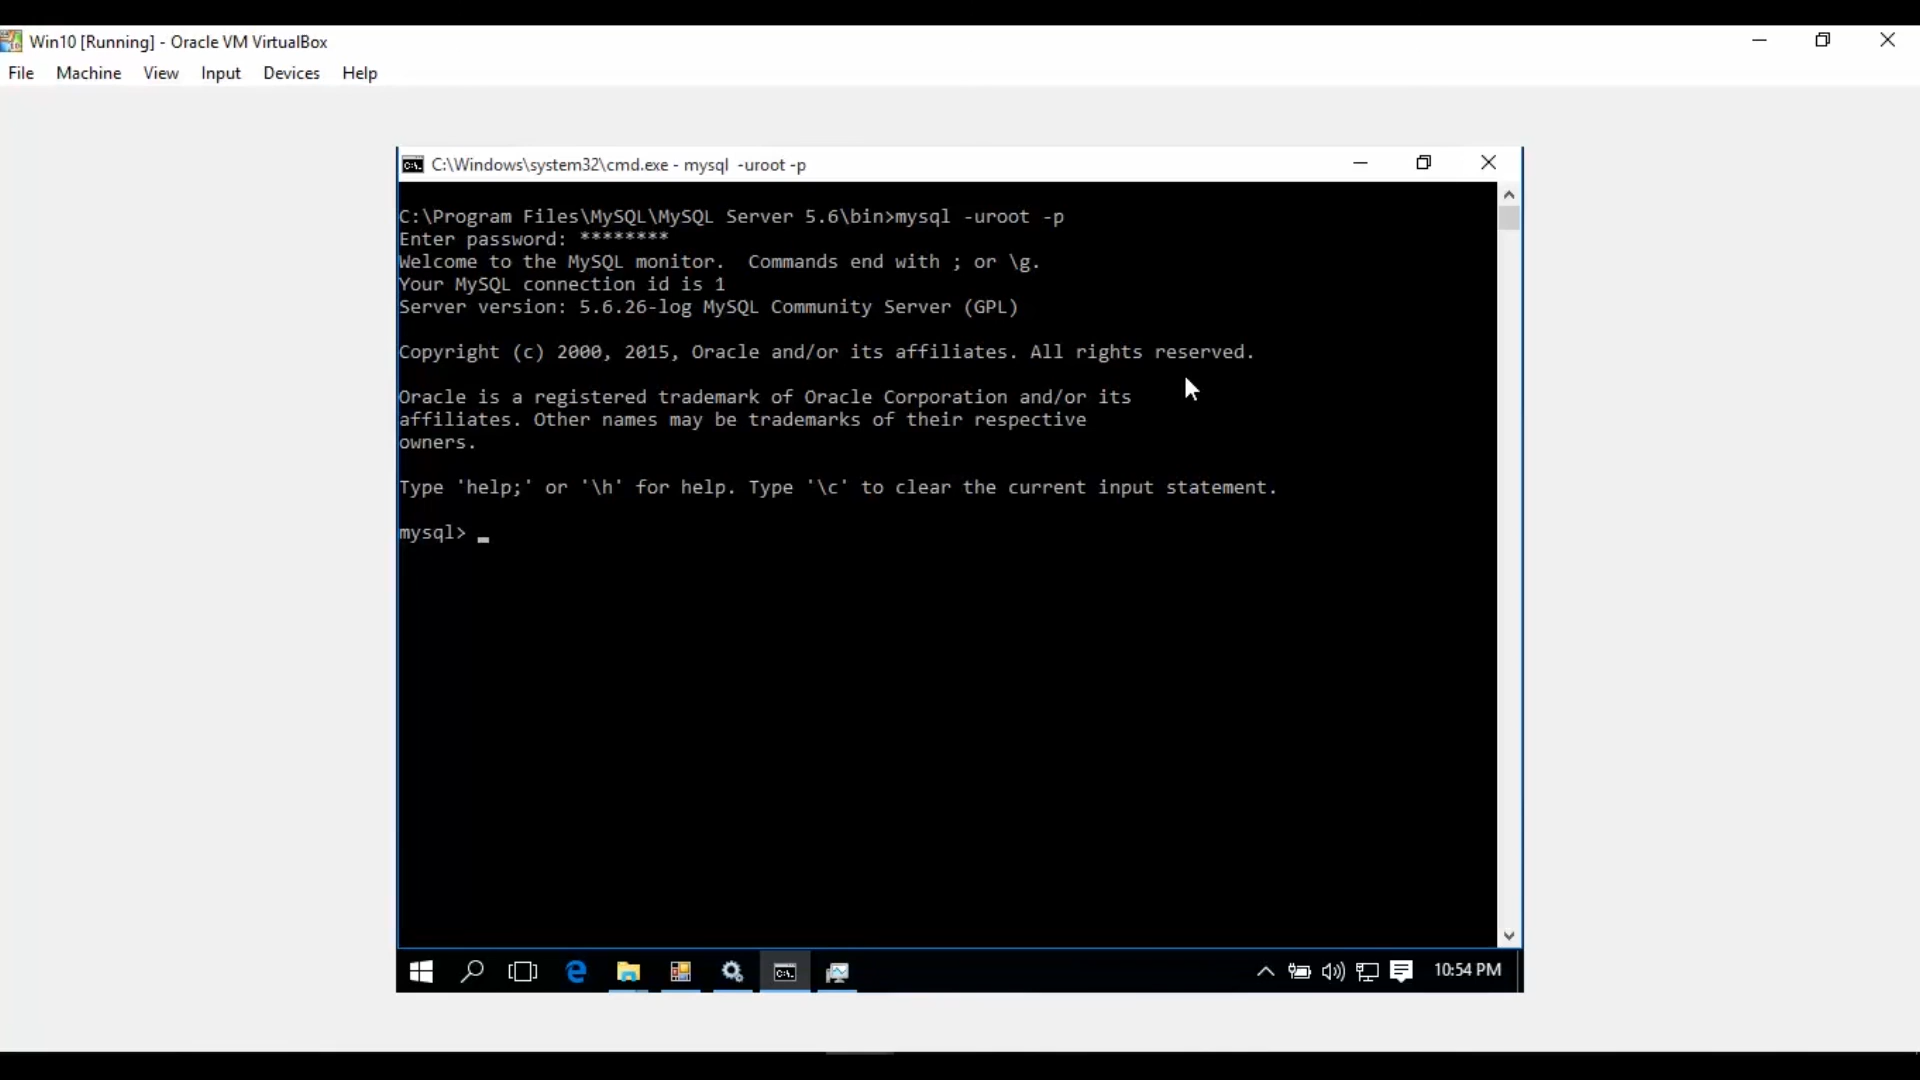 Win10 [Running] - Oracle VM VirtualBox
File Machine View Input Devices Help
C:\Windows\system32\cmd.exe - mysql -uroot -p
C:\Program Files\MySQL\MySQL Server 5.6\bin>mysql -uroot -p
Enter password: ********
Welcome to the MySQL monitor.  Commands end with ; or \g.
Your MySQL connection id is 1
Server version: 5.6.26-log MySQL Community Server (GPL)
Copyright (c) 2000, 2015, Oracle and/or its affiliates. All rights reserved.
Oracle is a registered trademark of Oracle Corporation and/or its
affiliates. Other names may be trademarks of their respective
owners.
Type 'help;' or '\h' for help. Type '\c' to clear the current input statement.
mysql> _
10:54 PM